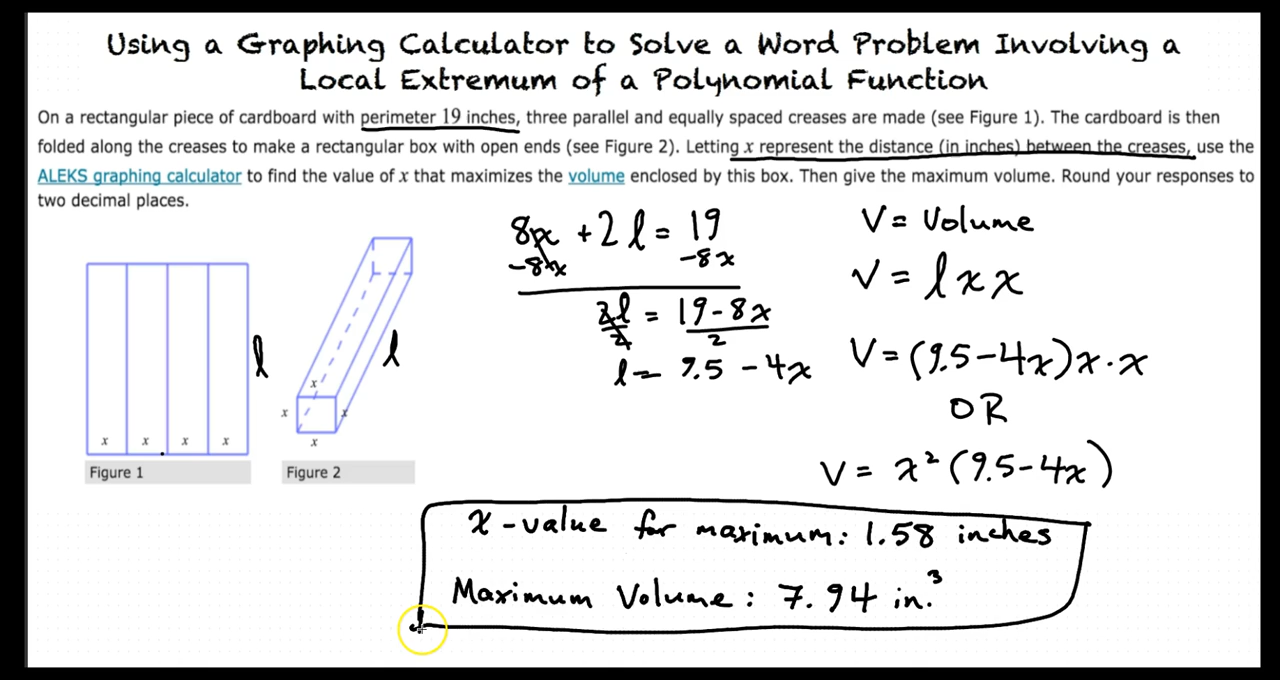 Using a Graphing Calculator to Solve a Word Problem Involving a
Local Extremum of a Polynomial Function
On a rectangular piece of cardboard with perimeter 19 inches, three parallel and equally spaced creases are made (see Figure 1). The cardboard is then
folded along the creases to make a rectangular box with open ends (see Figure 2). Letting x represent the distance (in inches) between the creases, use the
ALEKS graphing calculator to find the value of x that maximizes the volume enclosed by this box. Then give the maximum volume. Round your responses to
two decimal places.
8x + 2l = 19
-8x -8x
2l = 19 - 8x
2 2
l = 9.5 - 4x
V = Volume
V = l x x
V = (9.5 - 4x) x · x
OR
V = x² (9.5 - 4x)
l
x x x x
Figure 1
l
x
x x
x
Figure 2
x-value for maximum: 1.58 inches
Maximum Volume: 7.94 in.³